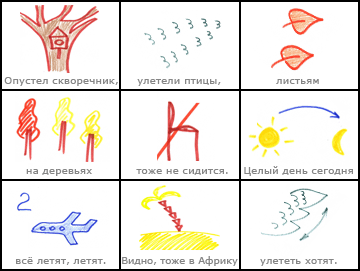 Опустел скворечник,
улетели птицы,
листьям
на деревьях
тоже не сидится.
Целый день сегодня
2
всё летят, летят.
Видно, тоже в Африку
улететь хотят.